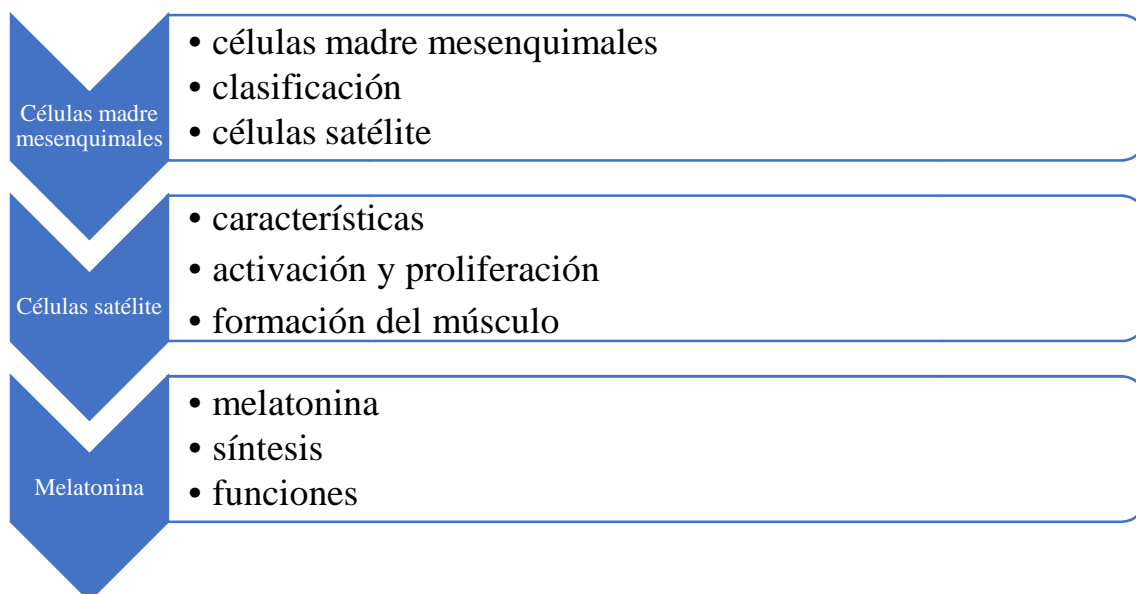 Células madre
mesenquimales
• células madre mesenquimales
• clasificación
• células satélite
Células satélite
• características
• activación y proliferación
• formación del músculo
Melatonina
• melatonina
• síntesis
• funciones